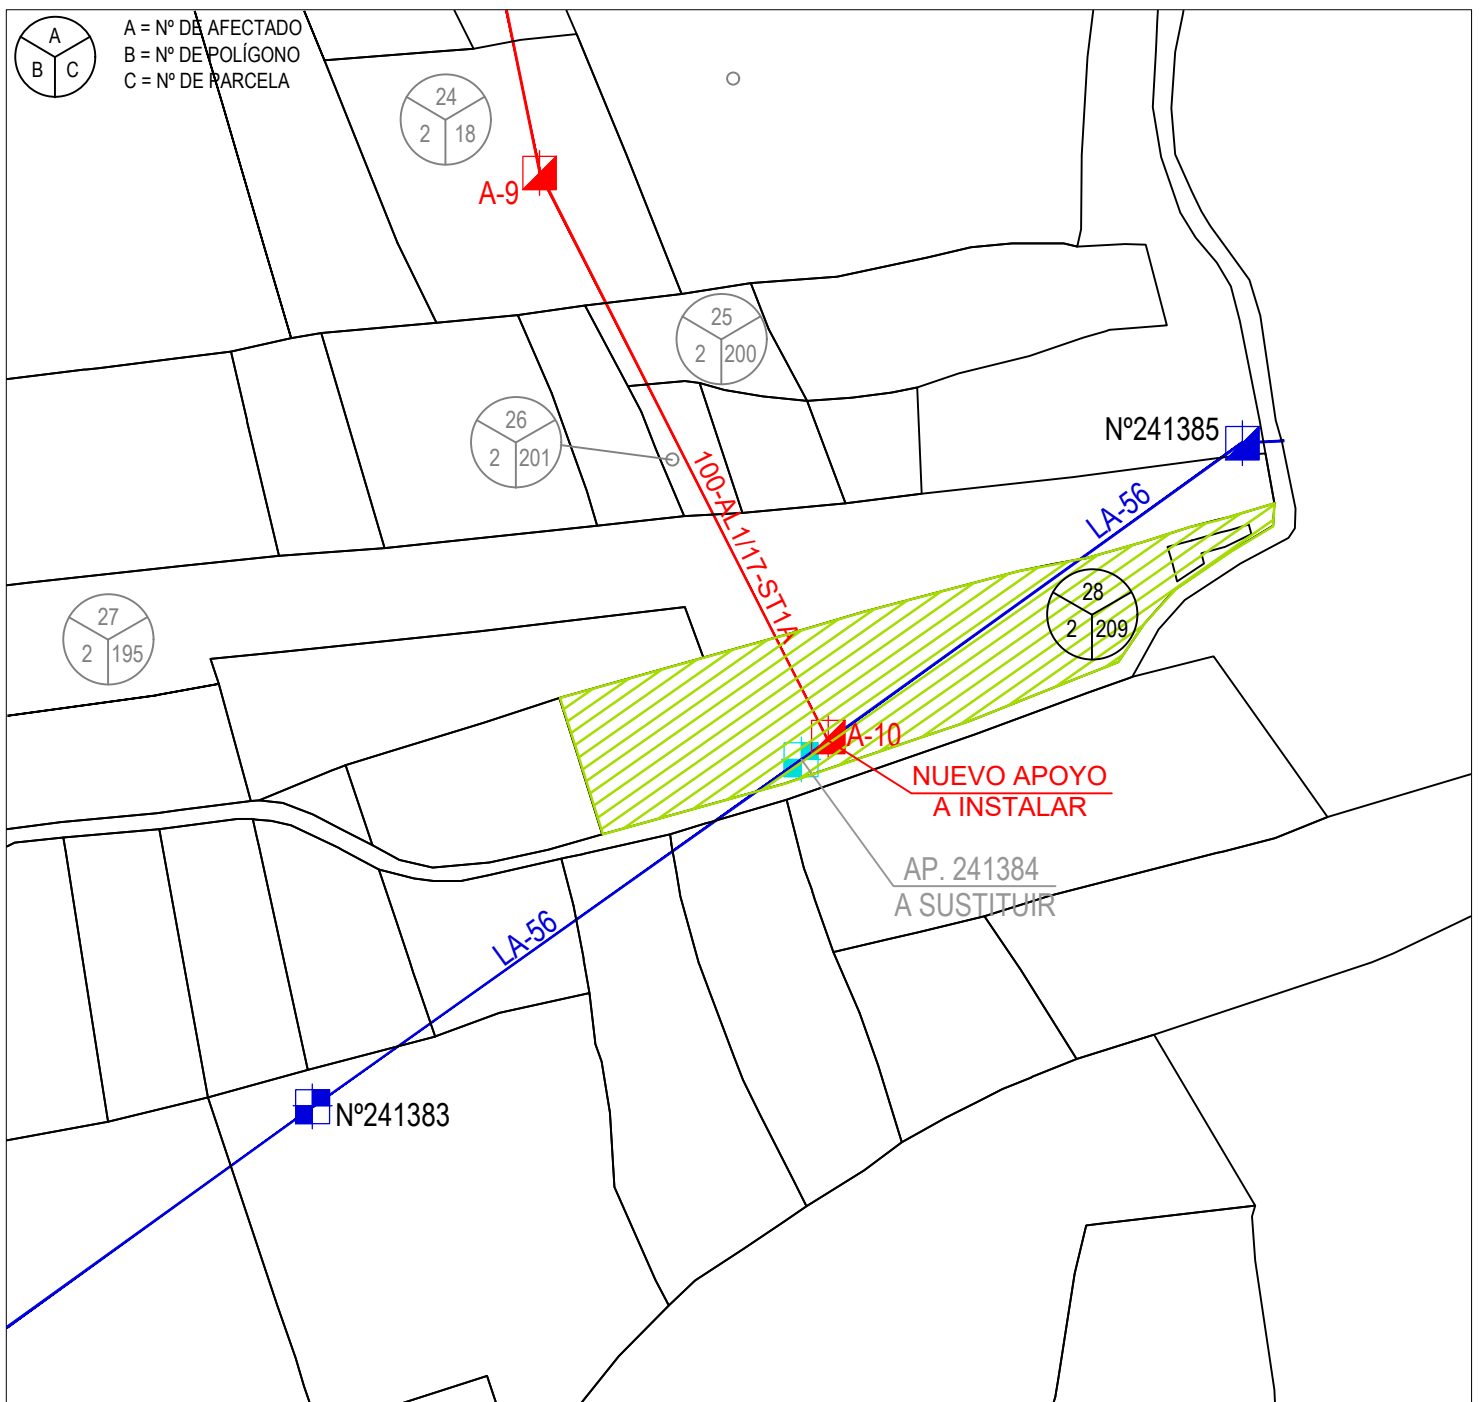 A
B C
A = Nº DE AFECTADO
B = Nº DE POLÍGONO
C = Nº DE PARCELA
24
2 18
A-9
25
2 200
26
2 201
Nº241385
100-AL1/17-ST1A
LA-56
28
2 209
27
2 195
A-10
NUEVO APOYO
A INSTALAR
AP. 241384
A SUSTITUIR
LA-56
Nº241383